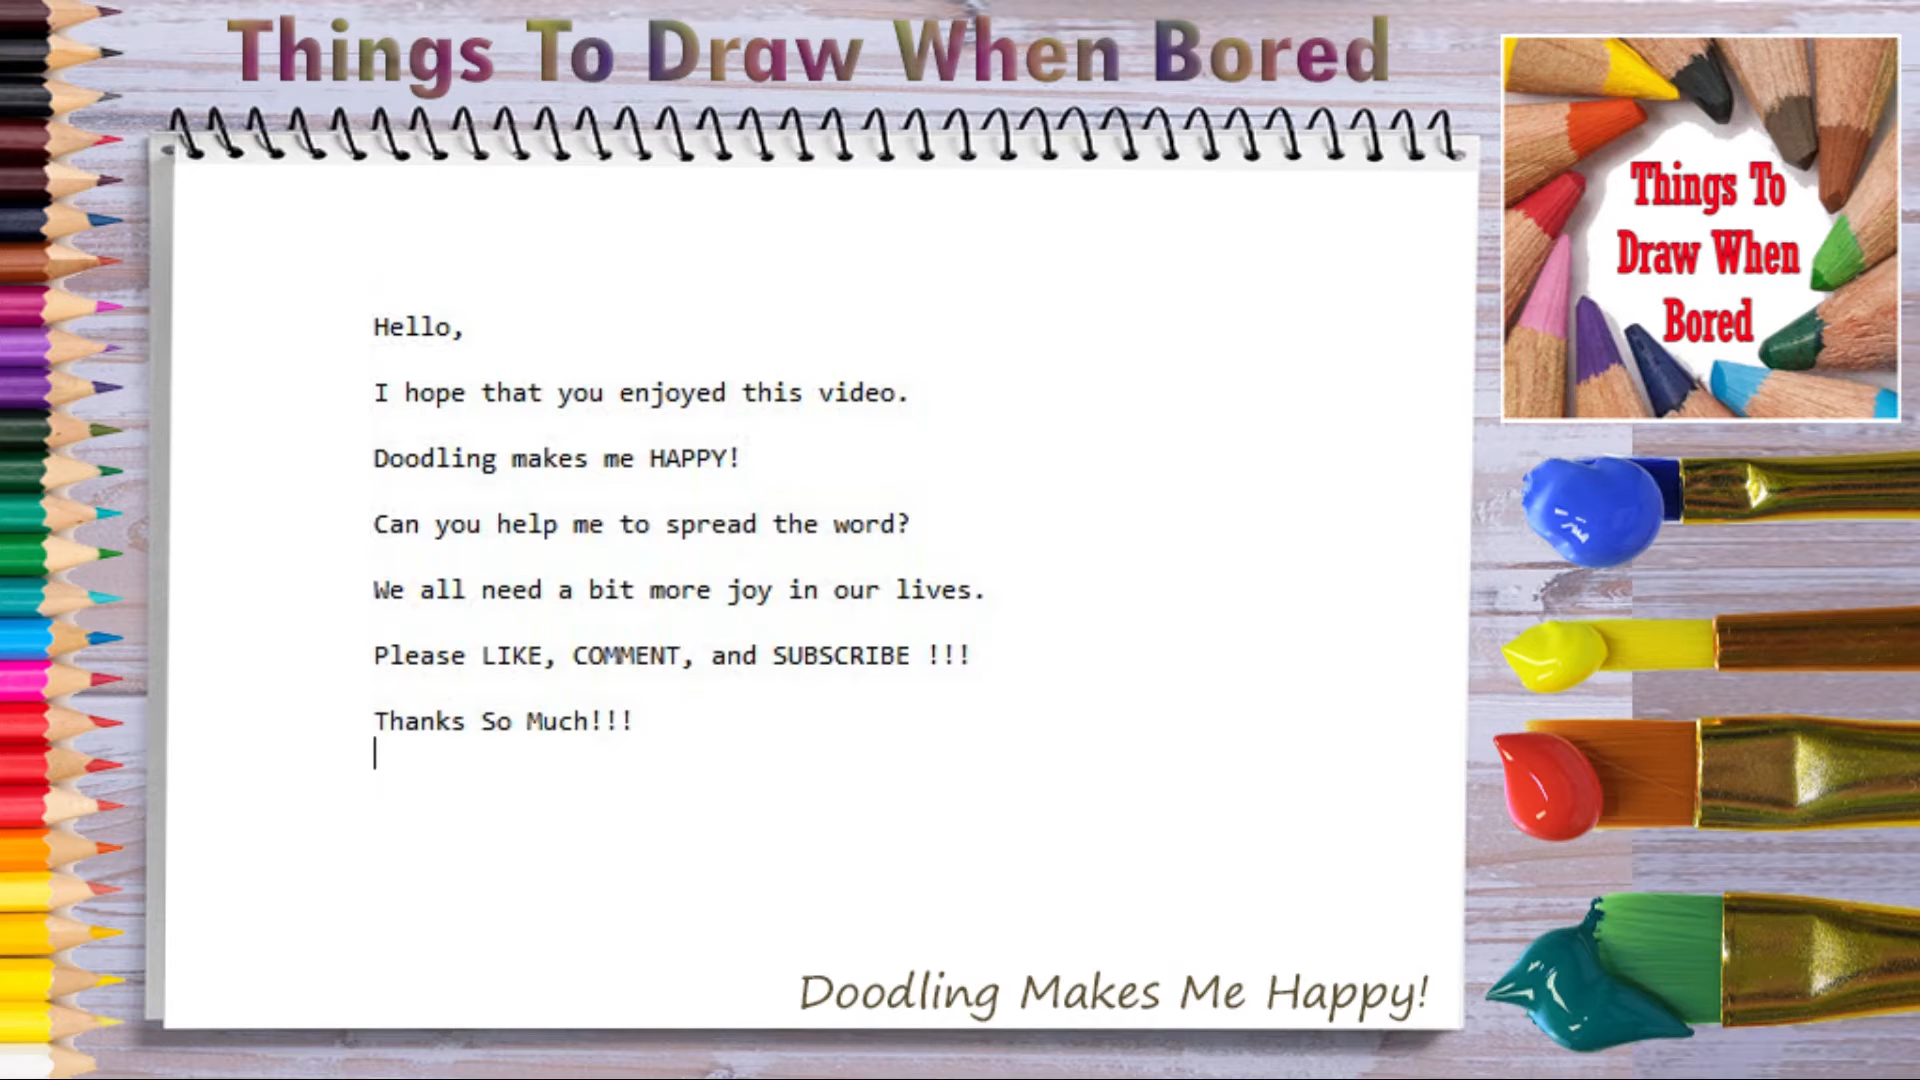 Things To Draw When Bored
Things To
Draw When
Bored
Hello,
I hope that you enjoyed this video.
Doodling makes me HAPPY!
Can you help me to spread the word?
We all need a bit more joy in our lives.
Please LIKE, COMMENT, and SUBSCRIBE !!!
Thanks So Much!!!
Doodling Makes Me Happy!